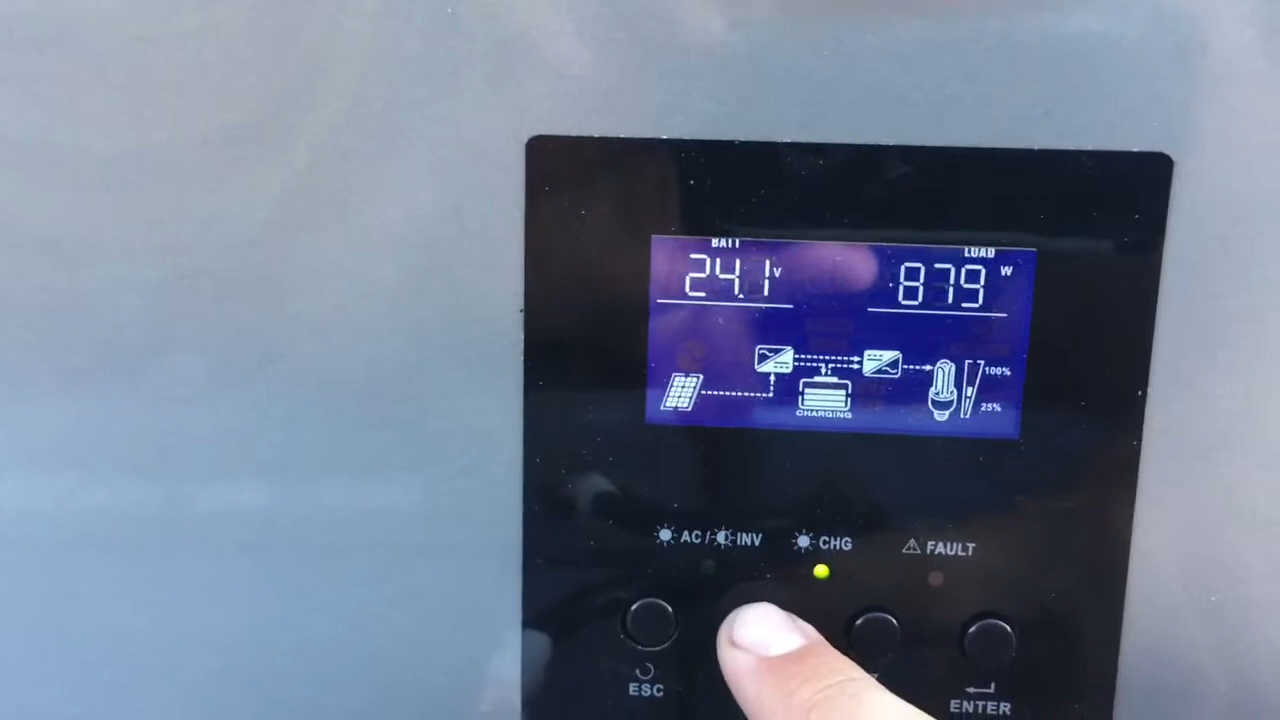 BATT LOAD
24.1 V 879 W
100%
25%
CHARGING
AC / INV CHG FAULT
ESC ENTER